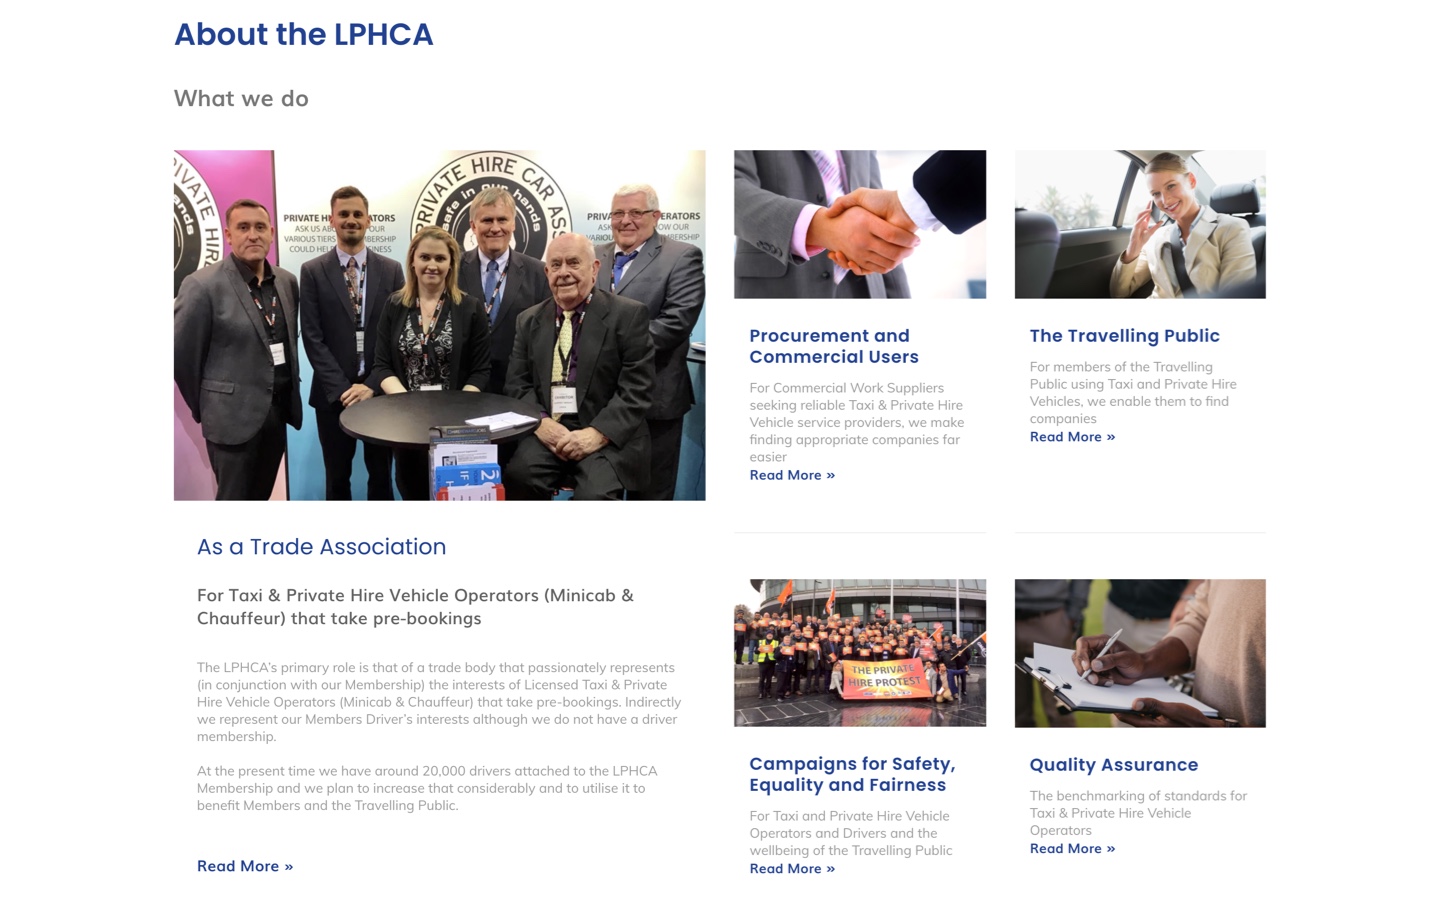 About the LPHCA
What we do
PRIVATE HIRE CAR ASS
safe in our hands
PRIVATE HIRE
PRIVATE
ASK US
VARIOUS TIERS
COULD HELP
OUR
As a Trade Association
For Taxi & Private Hire Vehicle Operators (Minicab &
Chauffeur) that take pre-bookings
The LPHCA’s primary role is that of a trade body that passionately represents
(in conjunction with our Membership) the interests of Licensed Taxi & Private
Hire Vehicle Operators (Minicab & Chauffeur) that take pre-bookings. Indirectly
we represent our Members Driver’s interests although we do not have a driver
membership.
At the present time we have around 20,000 drivers attached to the LPHCA
Membership and we plan to increase that considerably and to utilise it to
benefit Members and the Travelling Public.
Read More »
Procurement and
Commercial Users
For Commercial Work Suppliers
seeking reliable Taxi & Private Hire
Vehicle service providers, we make
finding appropriate companies far
easier
Read More »
The Travelling Public
For members of the Travelling
Public using Taxi and Private Hire
Vehicles, we enable them to find
companies
Read More »
THE PRIVATE
HIRE PROTEST
Campaigns for Safety,
Equality and Fairness
For Taxi and Private Hire Vehicle
Operators and Drivers and the
wellbeing of the Travelling Public
Read More »
Quality Assurance
The benchmarking of standards for
Taxi & Private Hire Vehicle
Operators
Read More »